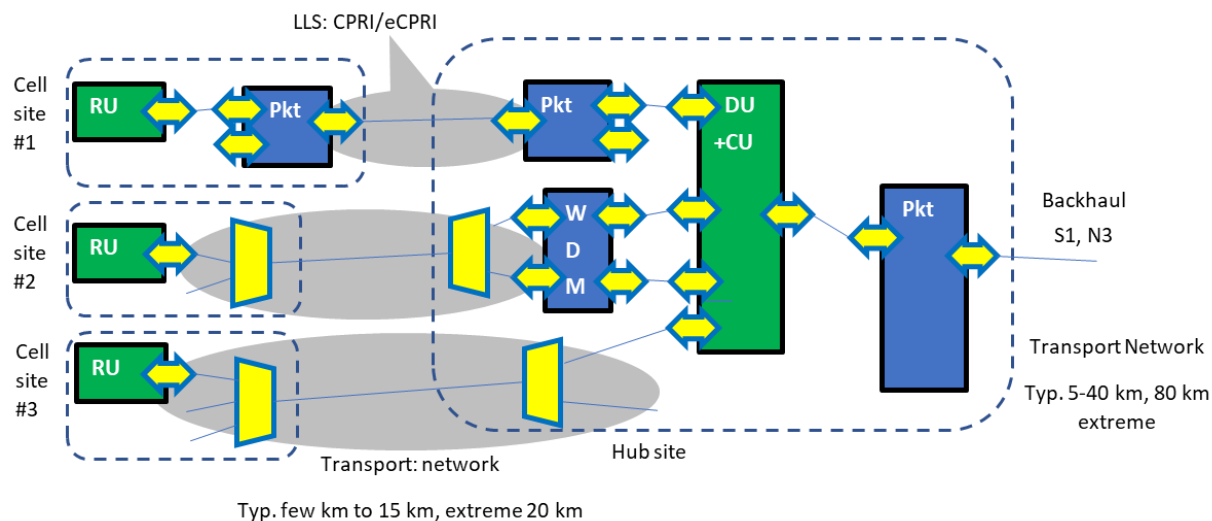 LLS: CPRI/eCPRI
Cell
site
#1
RU
Pkt
Pkt
DU
+CU
Cell
site
#2
RU
W
D
M
Pkt
Backhaul
S1, N3
Cell
site
#3
RU
Transport Network
Typ. 5-40 km, 80 km
extreme
Hub site
Transport: network
Typ. few km to 15 km, extreme 20 km